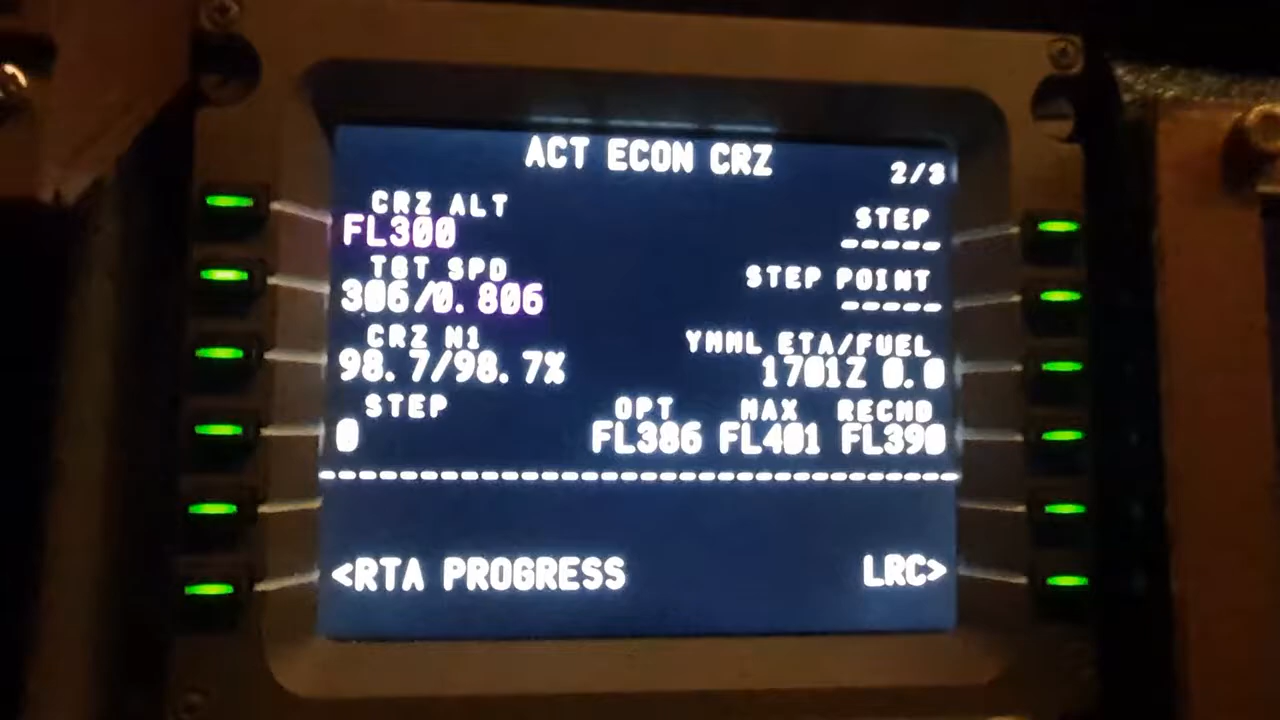 ACT ECON CRZ 2/3
CRZ ALT STEP
FL300 -----
TGT SPD STEP POINT
306/0.806 -----
CRZ N1 YMML ETA/FUEL
98.7/98.7% 1701Z 0.0
STEP OPT MAX RECMD
0 FL386 FL401 FL390
<RTA PROGRESS LRC>